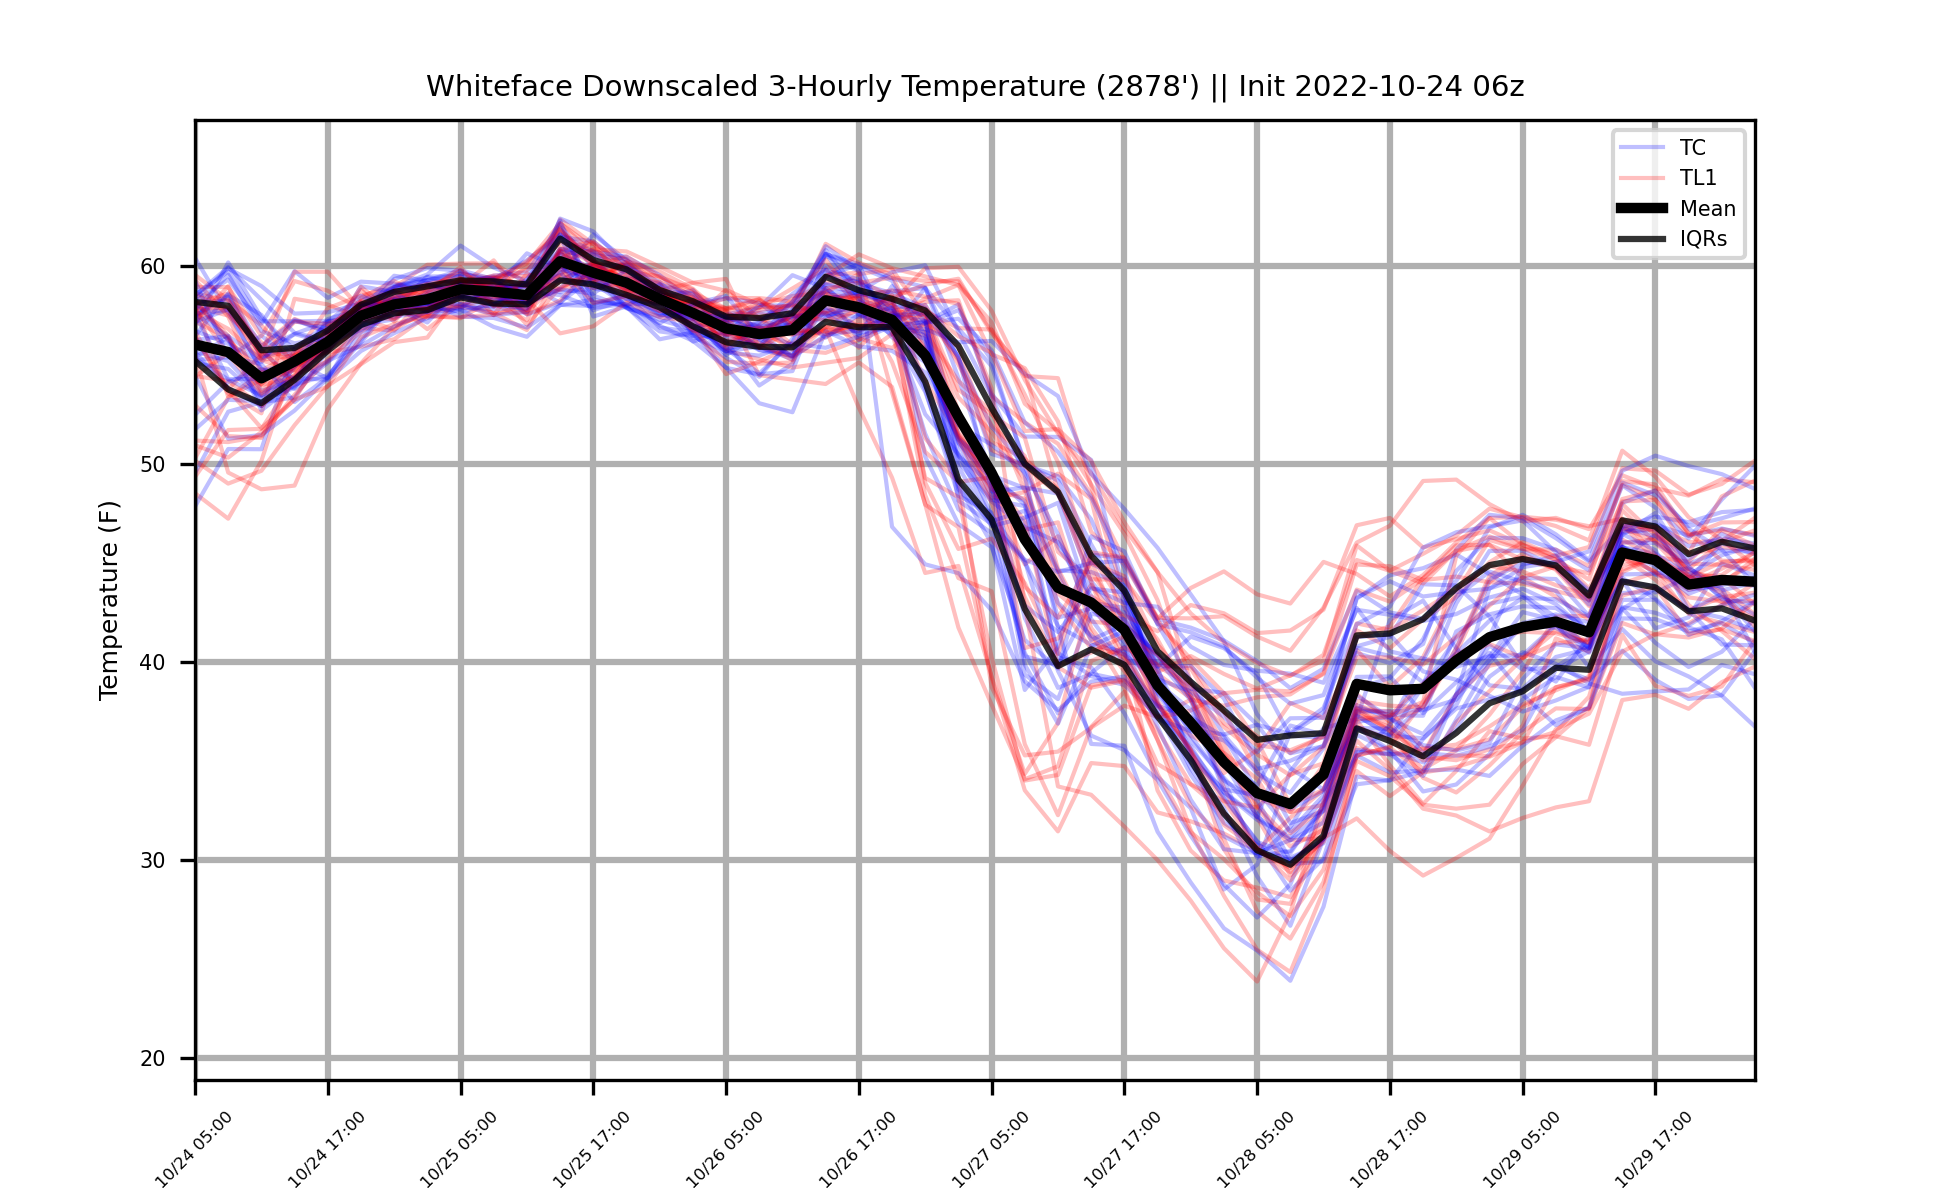 Whiteface Downscaled 3-Hourly Temperature (2878') || Init 2022-10-24 06z
TC
TL1
Mean
IQRs
Temperature (F)
60
50
40
30
20
10/24 05:00
10/24 17:00
10/25 05:00
10/25 17:00
10/26 05:00
10/26 17:00
10/27 05:00
10/27 17:00
10/28 05:00
10/28 17:00
10/29 05:00
10/29 17:00